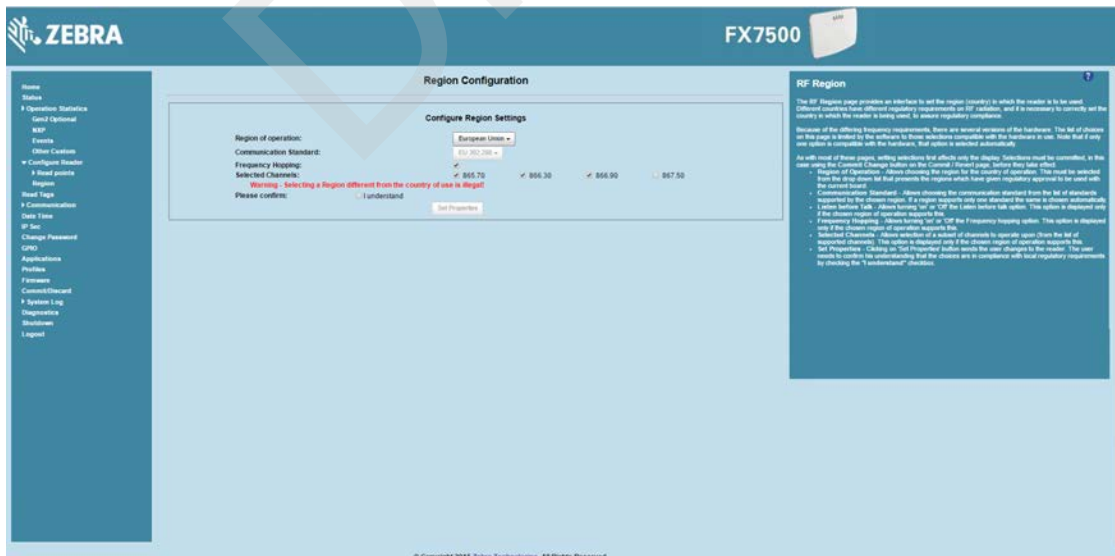 ZEBRA
FX7500
Home
Status
Operation Statistics
Gen2 Optional
NXP
Events
Other Custom
Configure Reader
Read points
Region
Read Tags
Communication
Date Time
IP Sec
Change Password
GPIO
Applications
Profiles
Firmware
Commit/Discard
System Log
Diagnostics
Shutdown
Logout
Region Configuration
Configure Region Settings
Region of operation: European Union
Communication Standard: EU 302.208
Frequency Hopping:
Selected Channels: 865.70 866.30 866.90 867.50
Warning - Selecting a Region different from the country of use is illegal!
Please confirm: I understand
Set Properties
RF Region
?
The RF Region page provides an interface to set the region (country) in which the reader is to be used.
Different countries have different regulatory requirements on RF radiation, and it is necessary to correctly set the
country in which the reader is being used, to assure regulatory compliance.
Because of the differing frequency requirements, there are several versions of the hardware. The list of choices
on this page is limited by the software to those selections compatible with the hardware in use. Note that if only
one option is compatible with the hardware, that option is selected automatically.
As with most of these pages, setting selections first affects only the display. Selections must be committed, in this
case using the Commit Change button on the Commit / Revert page, before they take effect.
• Region of Operation - Allows choosing the region for the country of operation. This must be selected
from the drop down list that presents the regions which have given regulatory approval to be used with
the current board.
• Communication Standard - Allows choosing the communication standard from the list of standards
supported by the chosen region. If a region supports only one standard the same is chosen automatically.
• Listen before Talk - Allows turning 'on' or 'Off' the Listen before talk option. This option is displayed only
if the chosen region of operation supports this.
• Frequency Hopping - Allows turning 'on' or 'Off' the Frequency hopping option. This option is displayed
only if the chosen region of operation supports this.
• Selected Channels - Allows selection of a subset of channels to operate upon (from the list of
supported channels). This option is displayed only if the chosen region of operation supports this.
• Set Properties - Clicking on 'Set Properties' button sends the user changes to the reader. The user
needs to confirm his understanding that the choices are in compliance with local regulatory requirements
by checking the "I understand" checkbox.